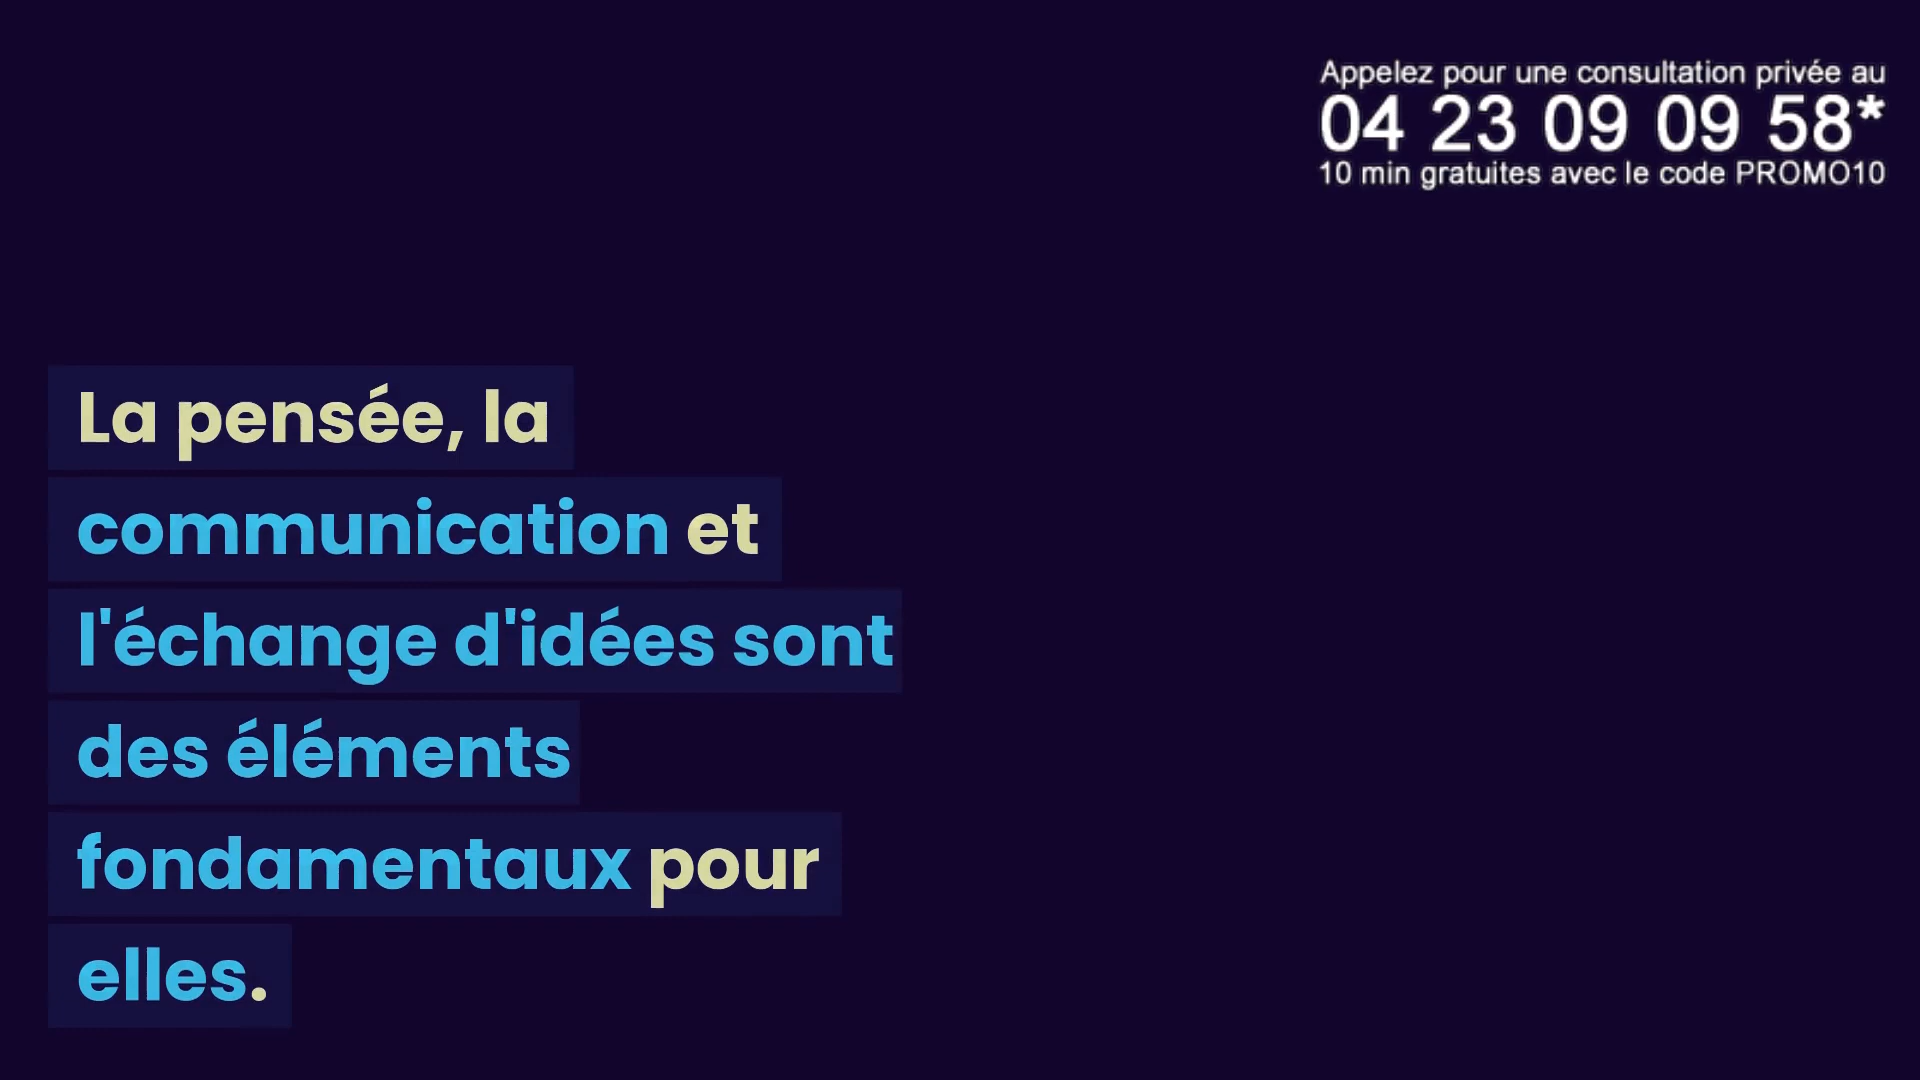 Appelez pour une consultation privée au
04 23 09 09 58*
10 min gratuites avec le code PROMO10
La pensée, la
communication et
l'échange d'idées sont
des éléments
fondamentaux pour
elles.